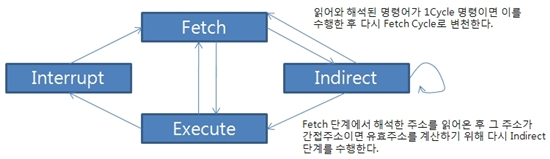 읽어와 해석된 명령어가 1Cycle 명령이면 이를
수행한 후 다시 Fetch Cycle로 변천한다.
Fetch
Interrupt
Indirect
Execute
Fetch 단계에서 해석한 주소를 읽어온 후 그 주소가
간접주소이면 유효주소를 계산하기 위해 다시 Indirect
단계를 수행한다.